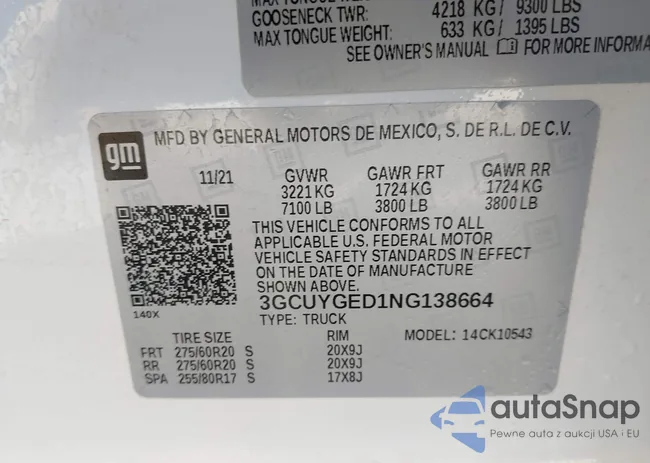 MAX TONGUE WEIGHT:
GOOSENECK TWR: 4218 KG/ 9300 LBS
MAX TONGUE WEIGHT: 633 KG/ 1395 LBS
SEE OWNER'S MANUAL FOR MORE INFORMA
gm
MFD BY GENERAL MOTORS DE MEXICO, S. DE R.L. DE C.V.
11/21 GVWR GAWR FRT GAWR RR
3221 KG 1724 KG 1724 KG
7100 LB 3800 LB 3800 LB
THIS VEHICLE CONFORMS TO ALL
APPLICABLE U.S. FEDERAL MOTOR
VEHICLE SAFETY STANDARDS IN EFFECT
ON THE DATE OF MANUFACTURE
SHOWN ABOVE.
3GCUYGED1NG138664
140X
TYPE: TRUCK
MODEL: 14CK10543
TIRE SIZE RIM
FRT 275/60R20 S 20X9J
RR 275/60R20 S 20X9J
SPA 255/80R17 S 17X8J
autaSnap
Pewne auta z aukcji USA i EU